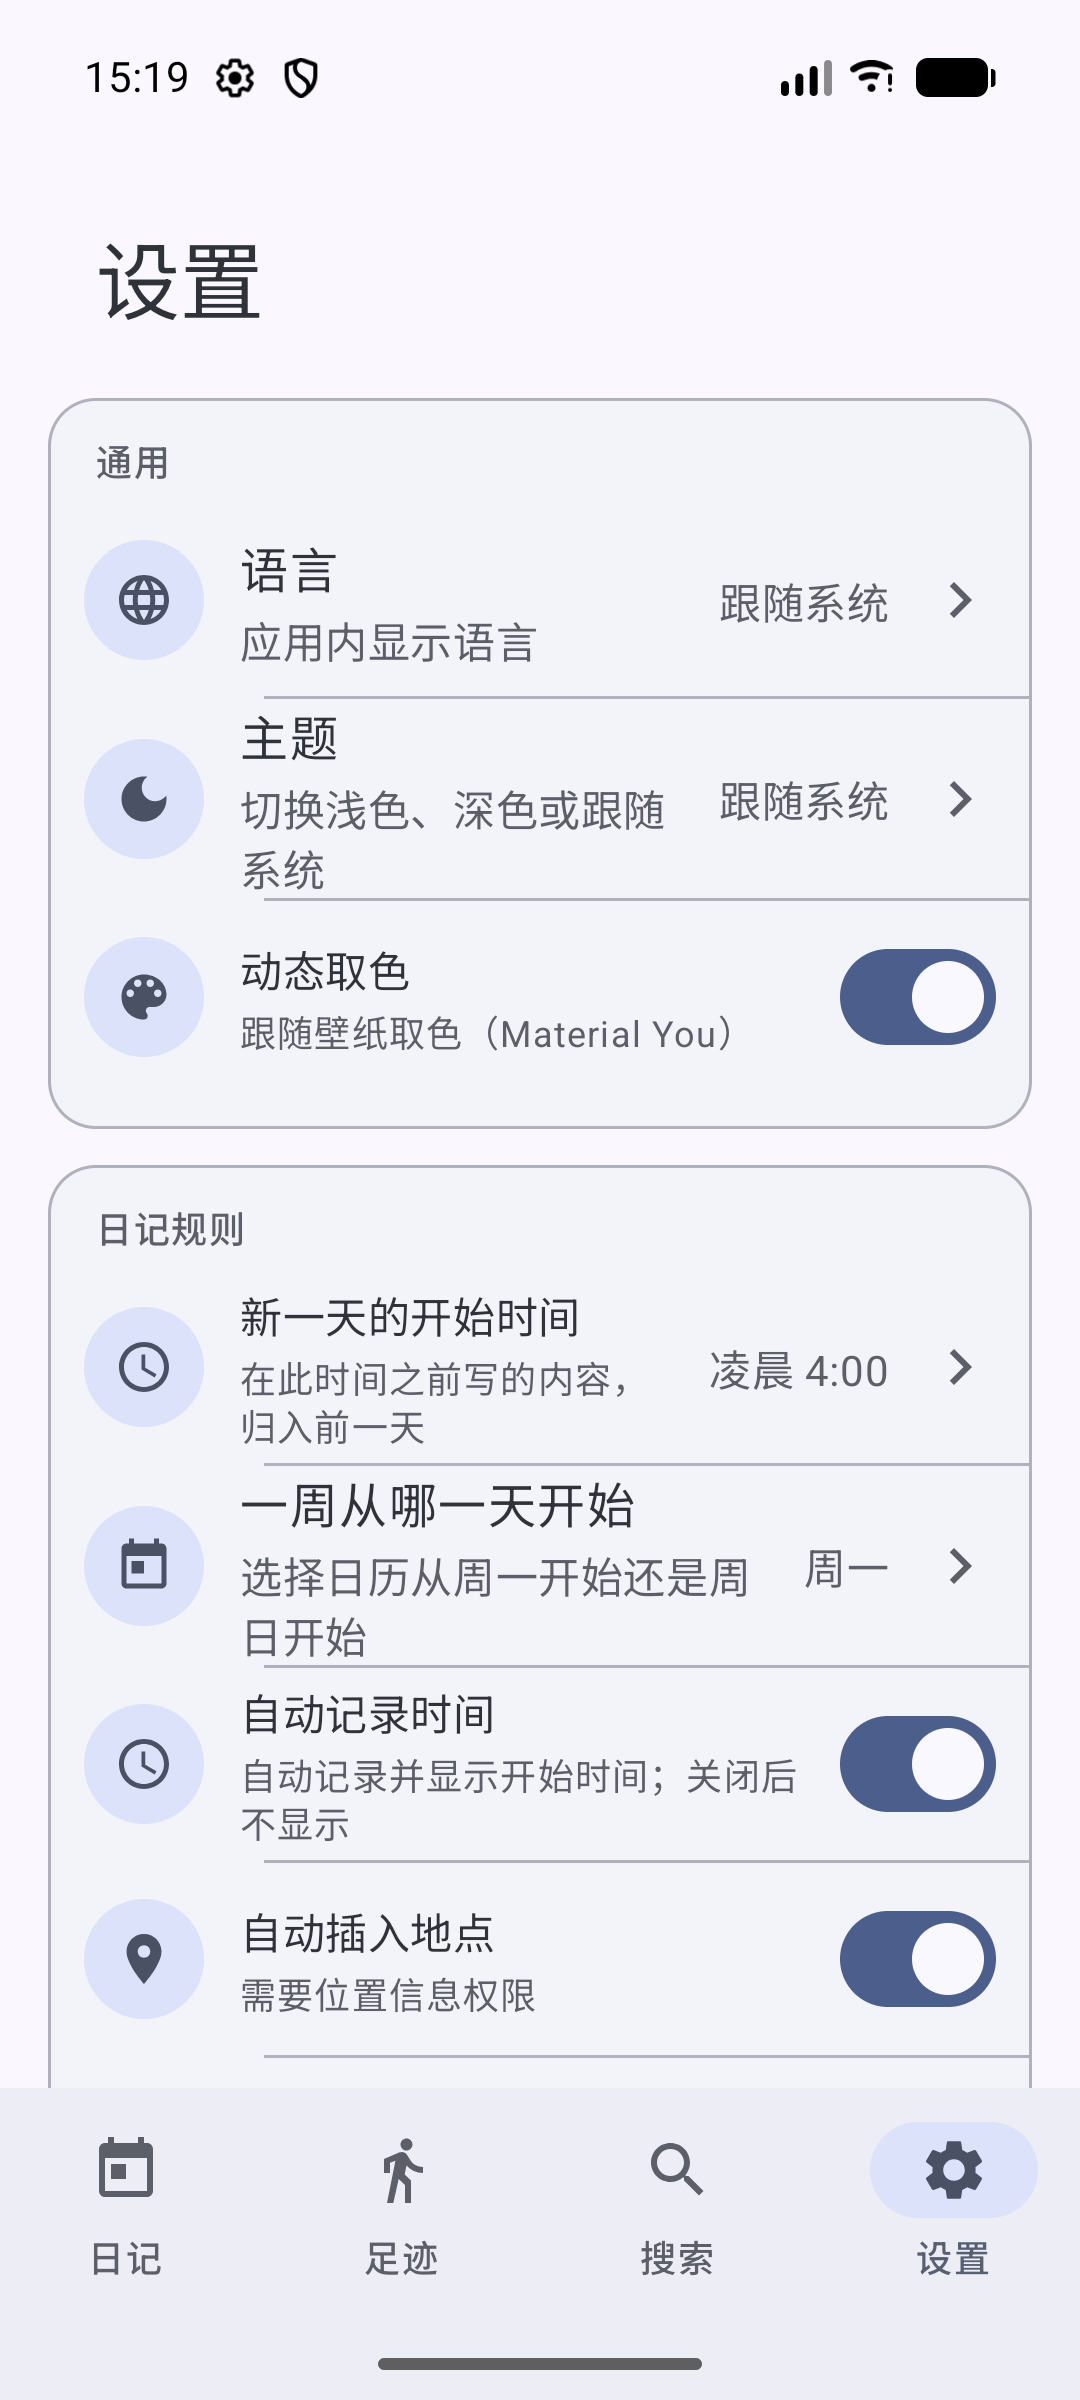 15:19
设置
通用
语言
应用内显示语言
跟随系统
主题
切换浅色、深色或跟随
系统
跟随系统
动态取色
跟随壁纸取色（Material You）
日记规则
新一天的开始时间
在此时间之前写的内容，
归入前一天
凌晨 4:00
一周从哪一天开始
选择日历从周一开始还是周
日开始
周一
自动记录时间
自动记录并显示开始时间；关闭后
不显示
自动插入地点
需要位置信息权限
日记
足迹
搜索
设置